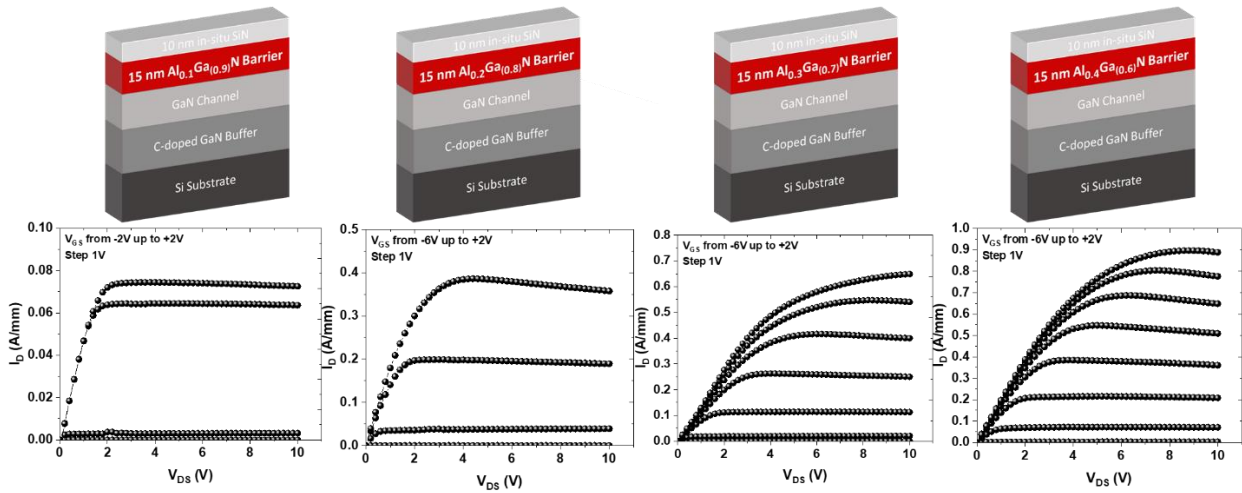 10 nm in-situ SiN
15 nm Al0.1Ga(0.9)N Barrier
GaN Channel
C-doped GaN Buffer
Si Substrate
10 nm in-situ SiN
15 nm Al0.2Ga(0.8)N Barrier
GaN Channel
C-doped GaN Buffer
Si Substrate
10 nm in-situ SiN
15 nm Al0.3Ga(0.7)N Barrier
GaN Channel
C-doped GaN Buffer
Si Substrate
10 nm in-situ SiN
15 nm Al0.4Ga(0.6)N Barrier
GaN Channel
C-doped GaN Buffer
Si Substrate
VGS from -2V up to +2V
Step 1V
ID (A/mm)
0.10
0.08
0.06
0.04
0.02
0.00
0 2 4 6 8 10
VDS (V)
VGS from -6V up to +2V
Step 1V
ID (A/mm)
0.5
0.4
0.3
0.2
0.1
0.0
0 2 4 6 8 10
VDS (V)
VGS from -6V up to +2V
Step 1V
ID (A/mm)
0.8
0.7
0.6
0.5
0.4
0.3
0.2
0.1
0.0
0 2 4 6 8 10
VDS (V)
VGS from -6V up to +2V
Step 1V
ID (A/mm)
1.0
0.9
0.8
0.7
0.6
0.5
0.4
0.3
0.2
0.1
0.0
0 2 4 6 8 10
VDS (V)